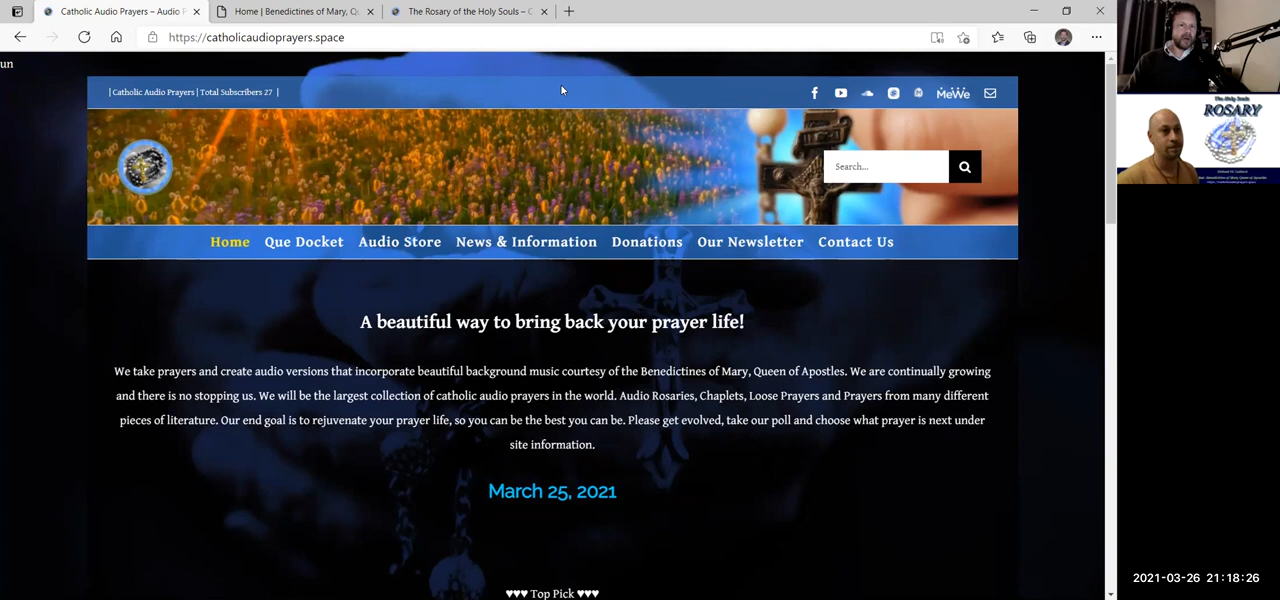 Catholic Audio Prayers – Audio P
Home | Benedictines of Mary, Qu
The Rosary of the Holy Souls – C
https://catholicaudioprayers.space
un
| Catholic Audio Prayers | Total Subscribers 27 |
MeWe
Search...
Home Que Docket Audio Store News & Information Donations Our Newsletter Contact Us
A beautiful way to bring back your prayer life!
We take prayers and create audio versions that incorporate beautiful background music courtesy of the Benedictines of Mary, Queen of Apostles. We are continually growing
and there is no stopping us. We will be the largest collection of catholic audio prayers in the world. Audio Rosaries, Chaplets, Loose Prayers and Prayers from many different
pieces of literature. Our end goal is to rejuvenate your prayer life, so you can be the best you can be. Please get evolved, take our poll and choose what prayer is next under
site information.
March 25, 2021
♥♥♥ Top Pick ♥♥♥
The Holy Souls
ROSARY
2021-03-26 21:18:26